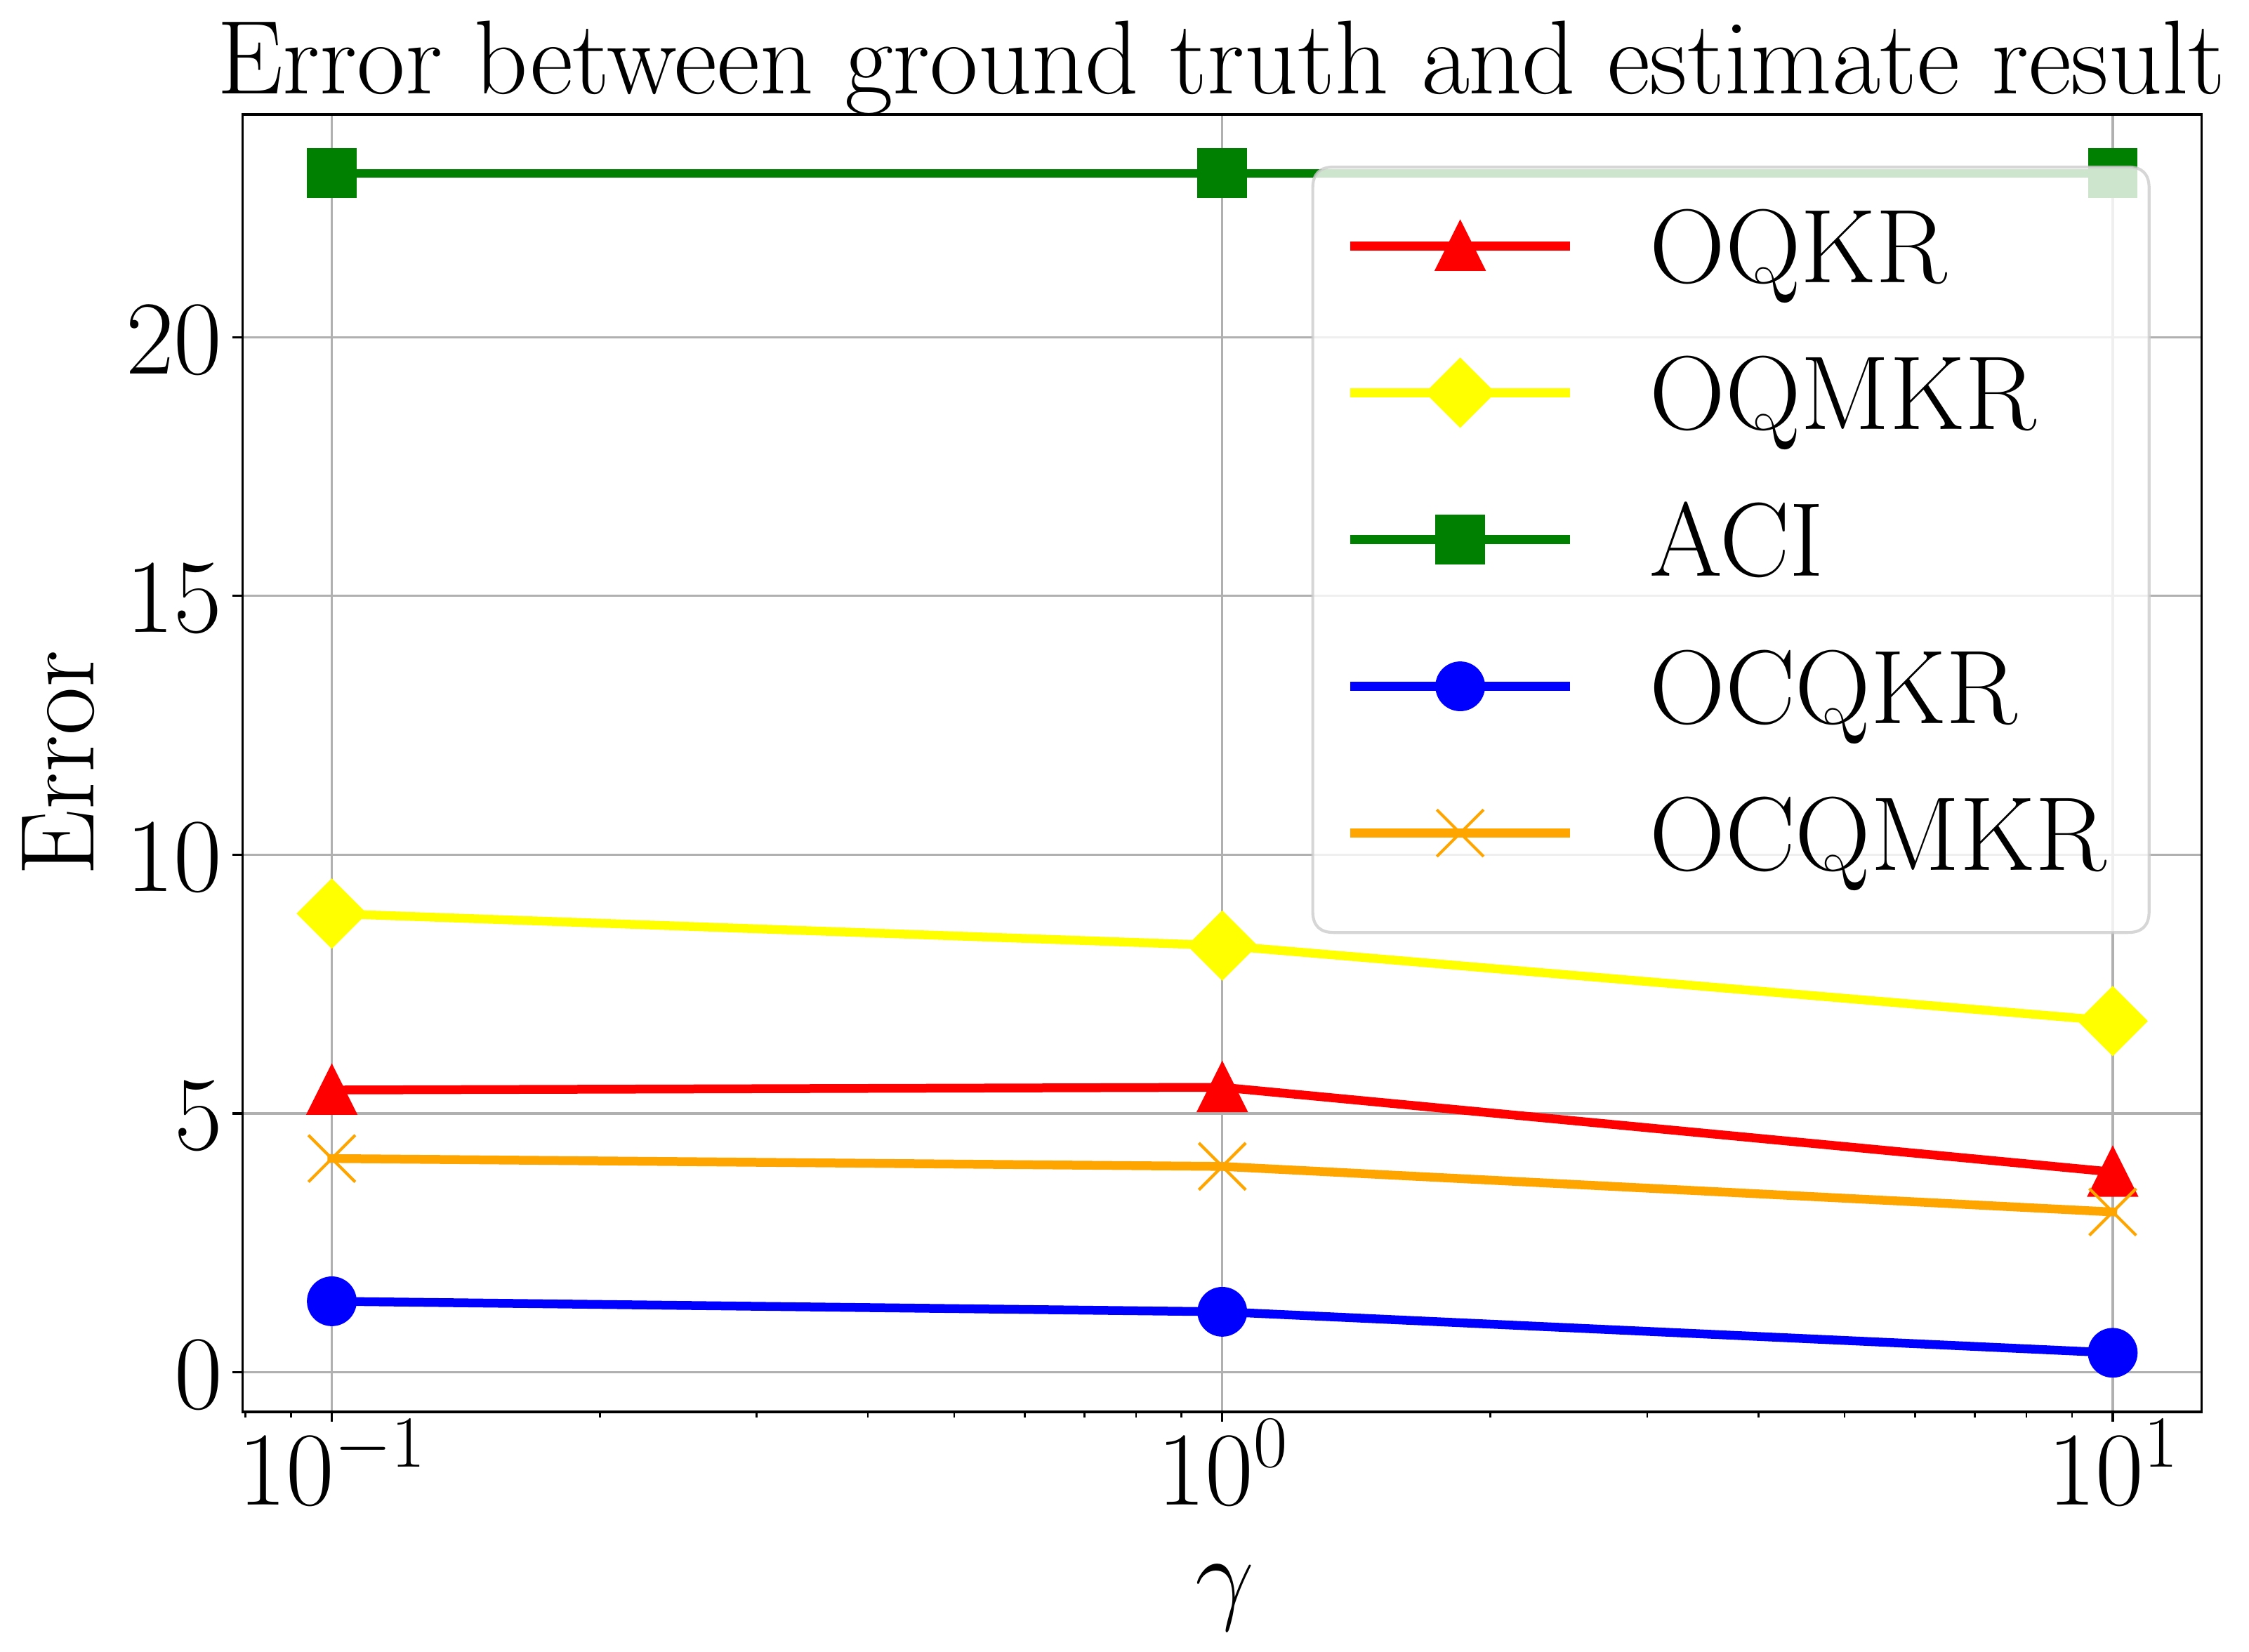 Error between ground truth and estimate result
20
15
10
5
0
Error
OQKR
OQMKR
ACI
OCQKR
OCQMKR
10⁻¹
10⁰
10¹
γ